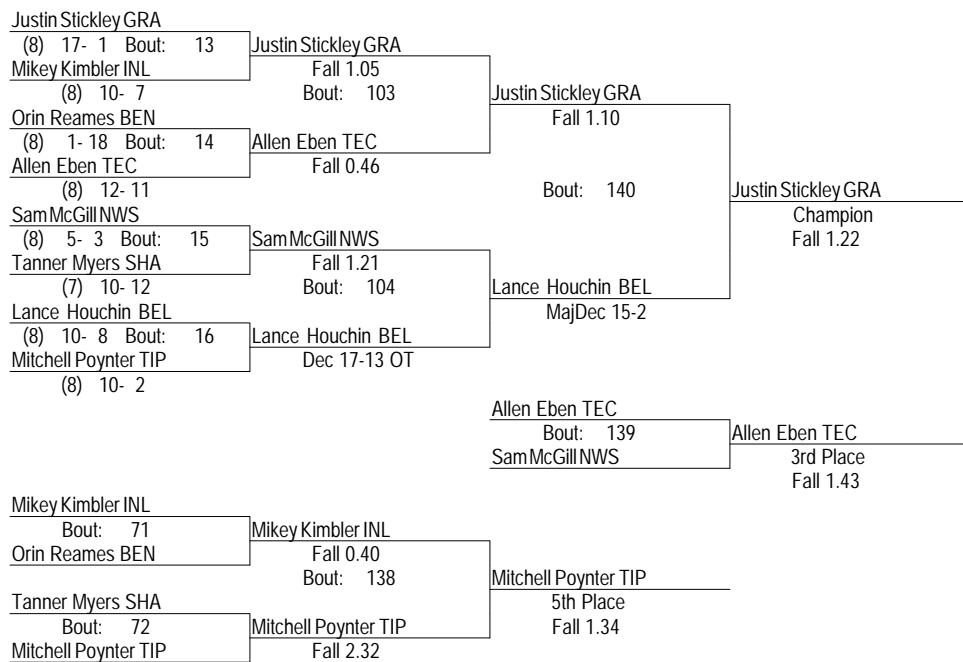 Justin Stickley GRA
(8) 17- 1 Bout: 13
Mikey Kimbler INL
(8) 10- 7
Orin Reames BEN
(8) 1- 18 Bout: 14
Allen Eben TEC
(8) 12- 11
Sam McGill NWS
(8) 5- 3 Bout: 15
Tanner Myers SHA
(7) 10- 12
Lance Houchin BEL
(8) 10- 8 Bout: 16
Mitchell Poynter TIP
(8) 10- 2
Justin Stickley GRA
Fall 1.05
Bout: 103
Allen Eben TEC
Fall 0.46
Sam McGill NWS
Fall 1.21
Bout: 104
Lance Houchin BEL
Dec 17-13 OT
Justin Stickley GRA
Fall 1.10
Bout: 140
Lance Houchin BEL
MajDec 15-2
Justin Stickley GRA
Champion
Fall 1.22
Allen Eben TEC
Bout: 139
Sam McGill NWS
Allen Eben TEC
3rd Place
Fall 1.43
Mikey Kimbler INL
Bout: 71
Orin Reames BEN
Tanner Myers SHA
Bout: 72
Mitchell Poynter TIP
Mikey Kimbler INL
Fall 0.40
Bout: 138
Mitchell Poynter TIP
Fall 2.32
Mitchell Poynter TIP
5th Place
Fall 1.34